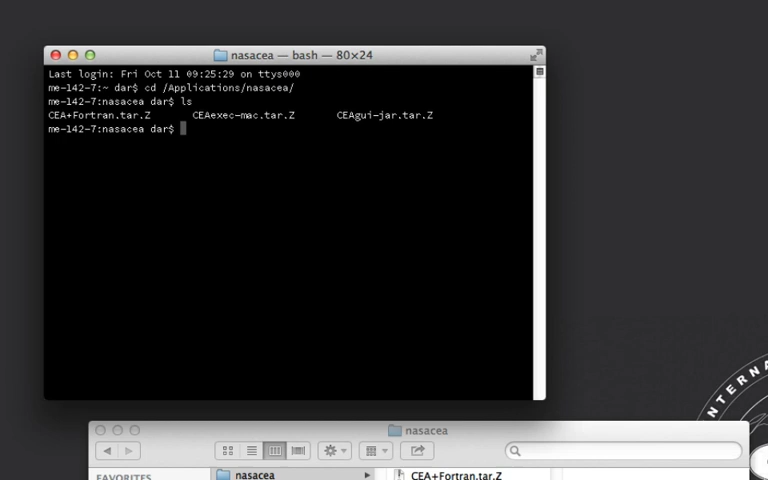 nasacea — bash — 80×24
Last login: Fri Oct 11 09:25:29 on ttys000
me-142-7:~ dar$ cd /Applications/nasacea/
me-142-7:nasacea dar$ ls
CEA+Fortran.tar.Z CEAexec-mac.tar.Z CEAgui-jar.tar.Z
me-142-7:nasacea dar$
nasacea
FAVORITES nasacea CEA+Fortran.tar.Z
INTERNA